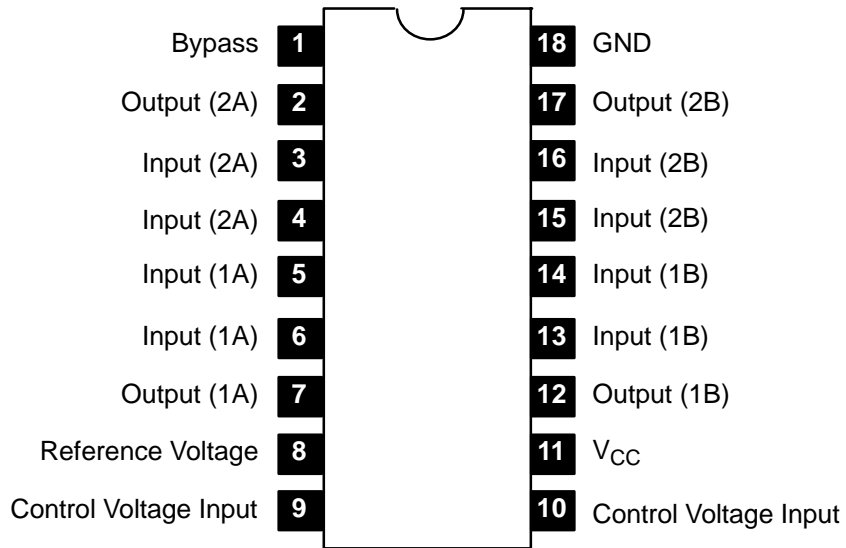 Bypass 1 18 GND
Output (2A) 2 17 Output (2B)
Input (2A) 3 16 Input (2B)
Input (2A) 4 15 Input (2B)
Input (1A) 5 14 Input (1B)
Input (1A) 6 13 Input (1B)
Output (1A) 7 12 Output (1B)
Reference Voltage 8 11 VCC
Control Voltage Input 9 10 Control Voltage Input